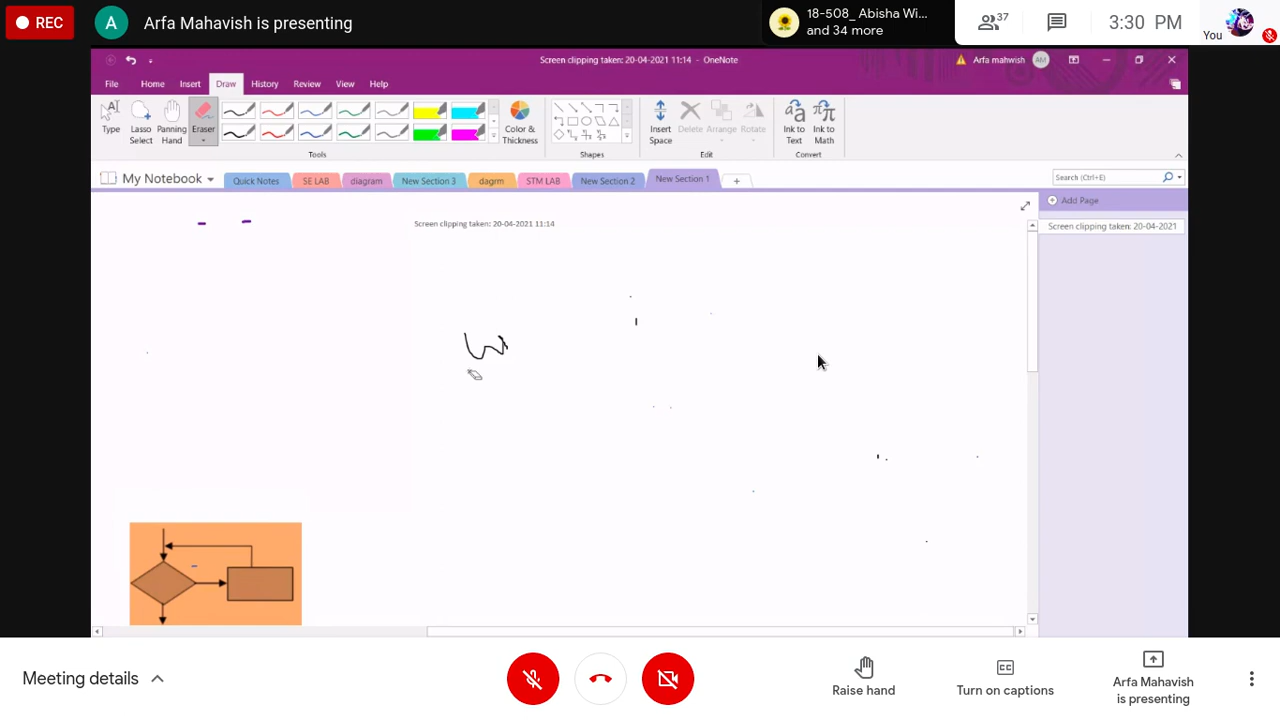 REC
A
Arfa Mahavish is presenting
18-508_ Abisha Wi...
and 34 more
37
3:30 PM
You
Screen clipping taken: 20-04-2021 11:14 - OneNote
Arfa mahwish
AM
File Home Insert Draw History Review View Help
Type
Lasso Select
Panning Hand
Eraser
Color & Thickness
Insert Space
Delete
Arrange
Rotate
Ink to Text
Ink to Math
Tools
Shapes
Edit
Convert
My Notebook
Quick Notes
SE LAB
diagram
New Section 3
dagrm
STM LAB
New Section 2
New Section 1
+
Search (Ctrl+E)
Add Page
Screen clipping taken: 20-04-2021 11:14
Screen clipping taken: 20-04-2021
Meeting details
Raise hand
CC
Turn on captions
Arfa Mahavish
is presenting